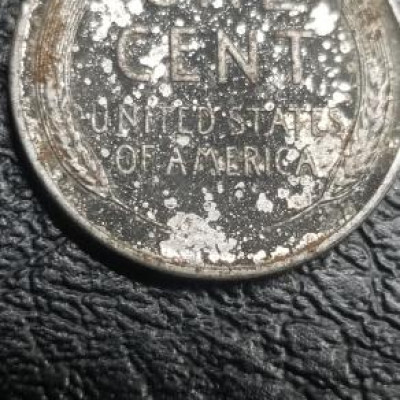 CENT
UNITED STATES
OF AMERICA